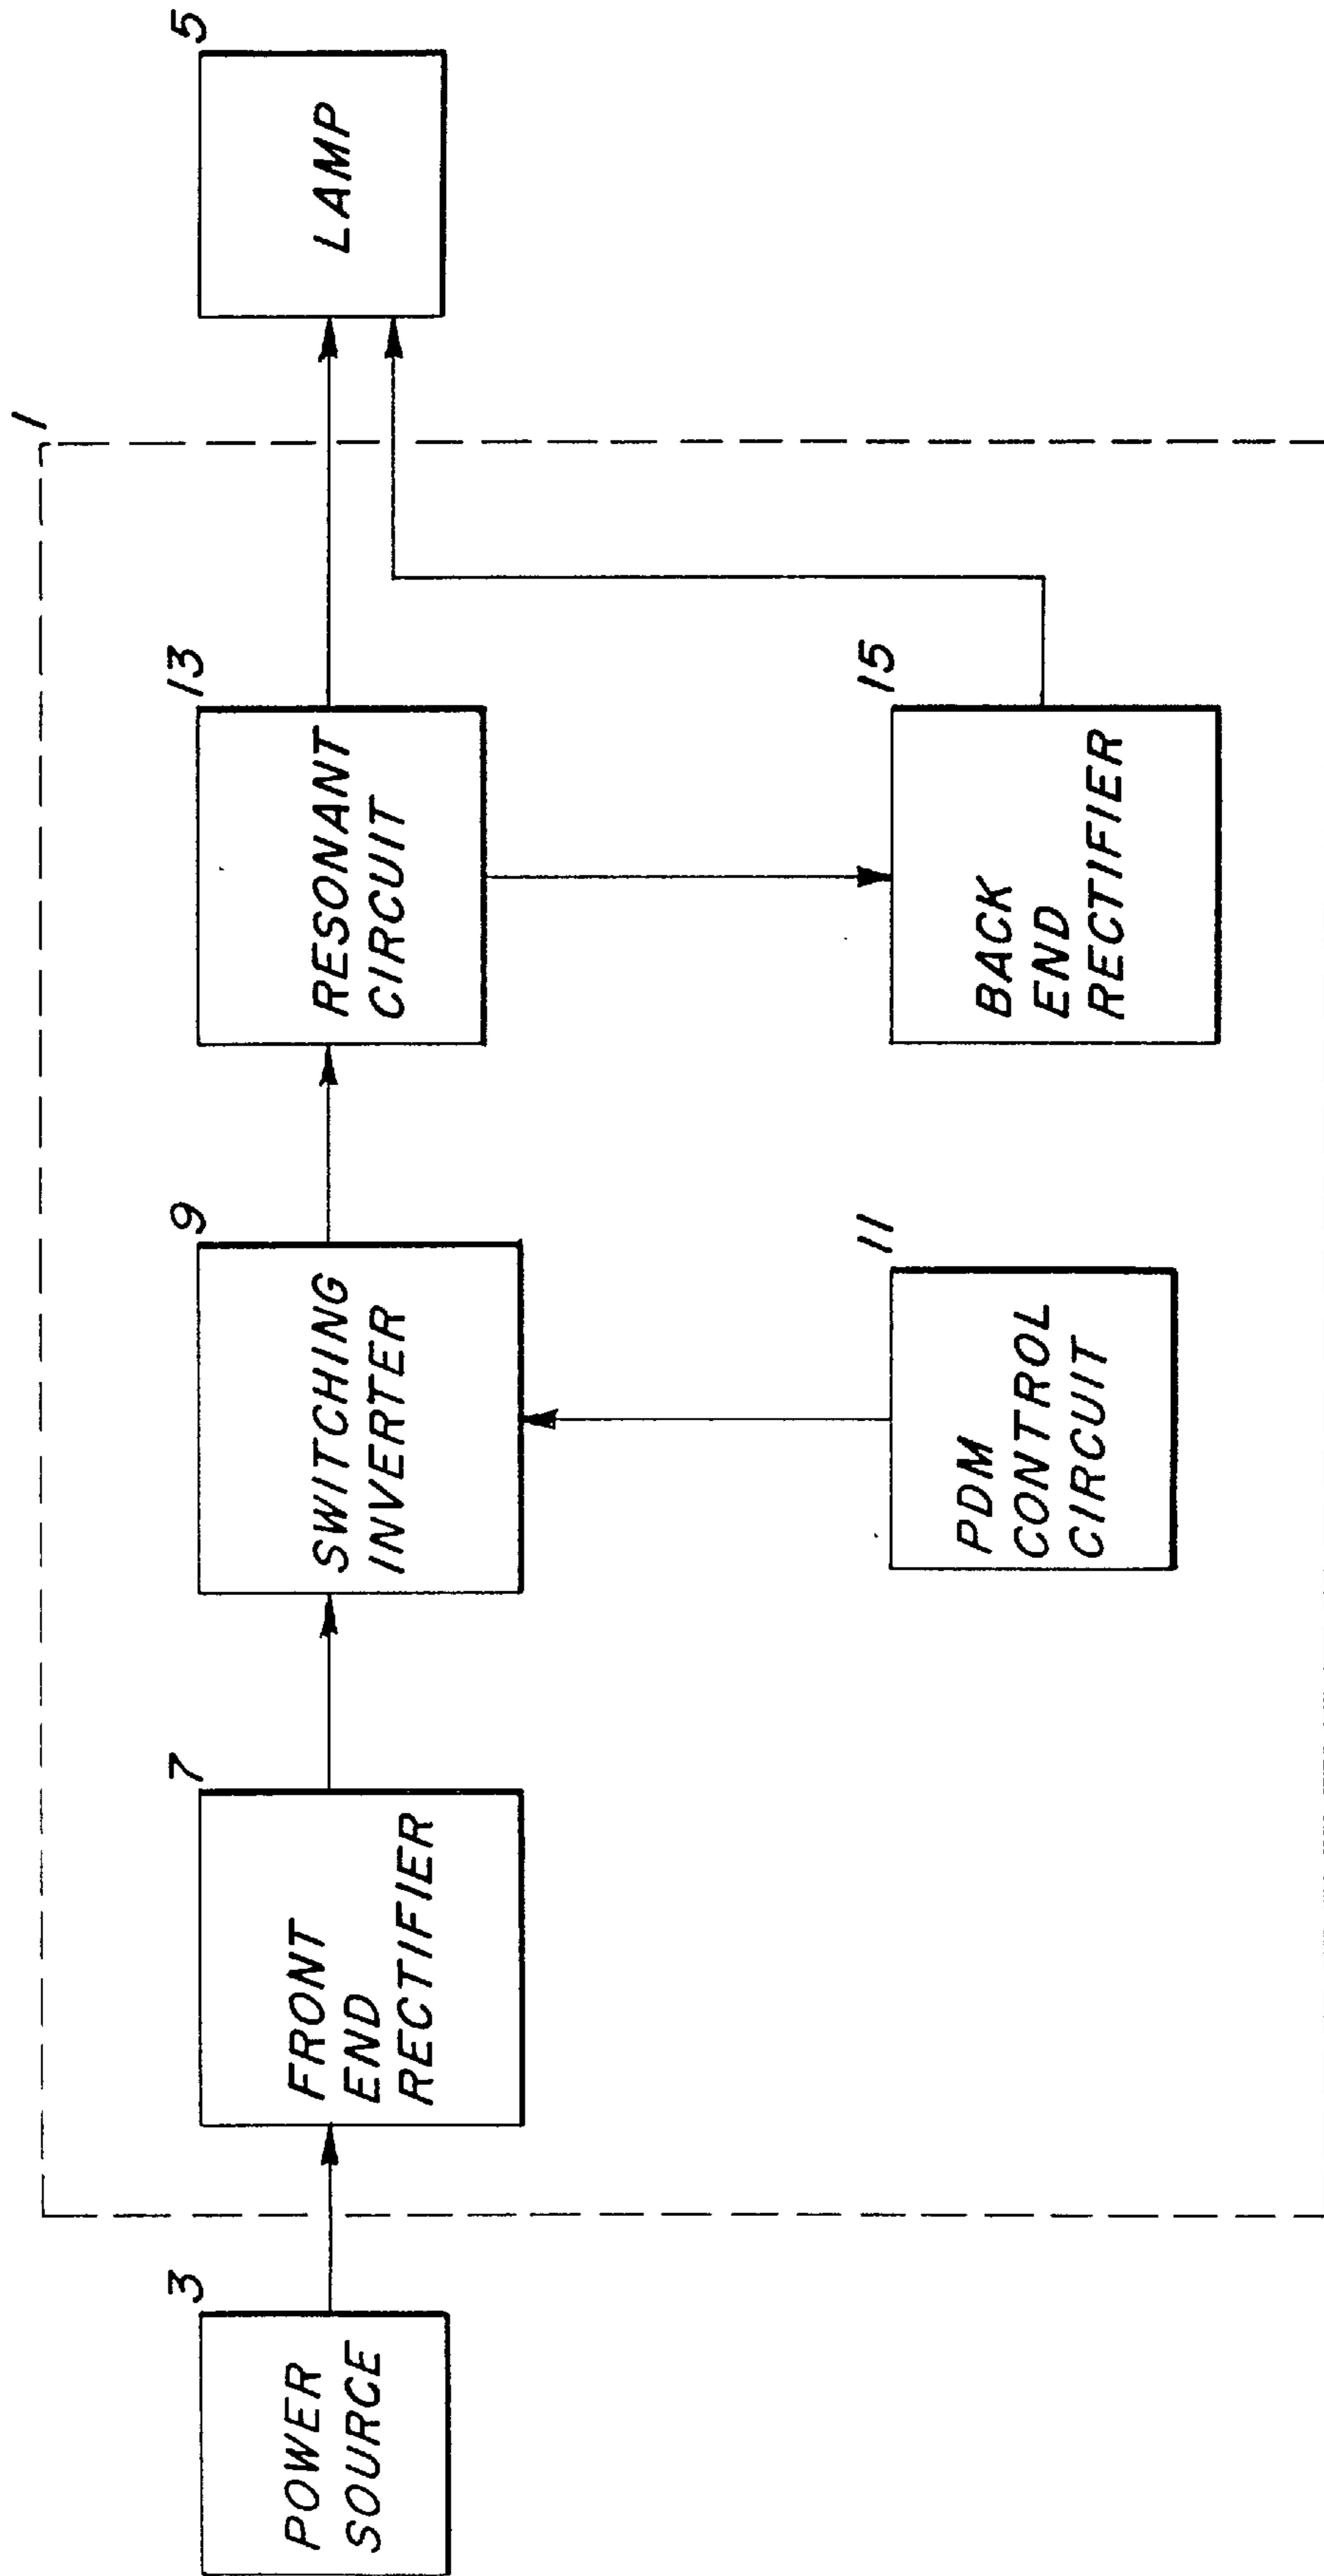 1
3
POWER
SOURCE
7
FRONT
END
RECTIFIER
9
SWITCHING
INVERTER
13
RESONANT
CIRCUIT
5
LAMP
11
PDM
CONTROL
CIRCUIT
15
BACK
END
RECTIFIER